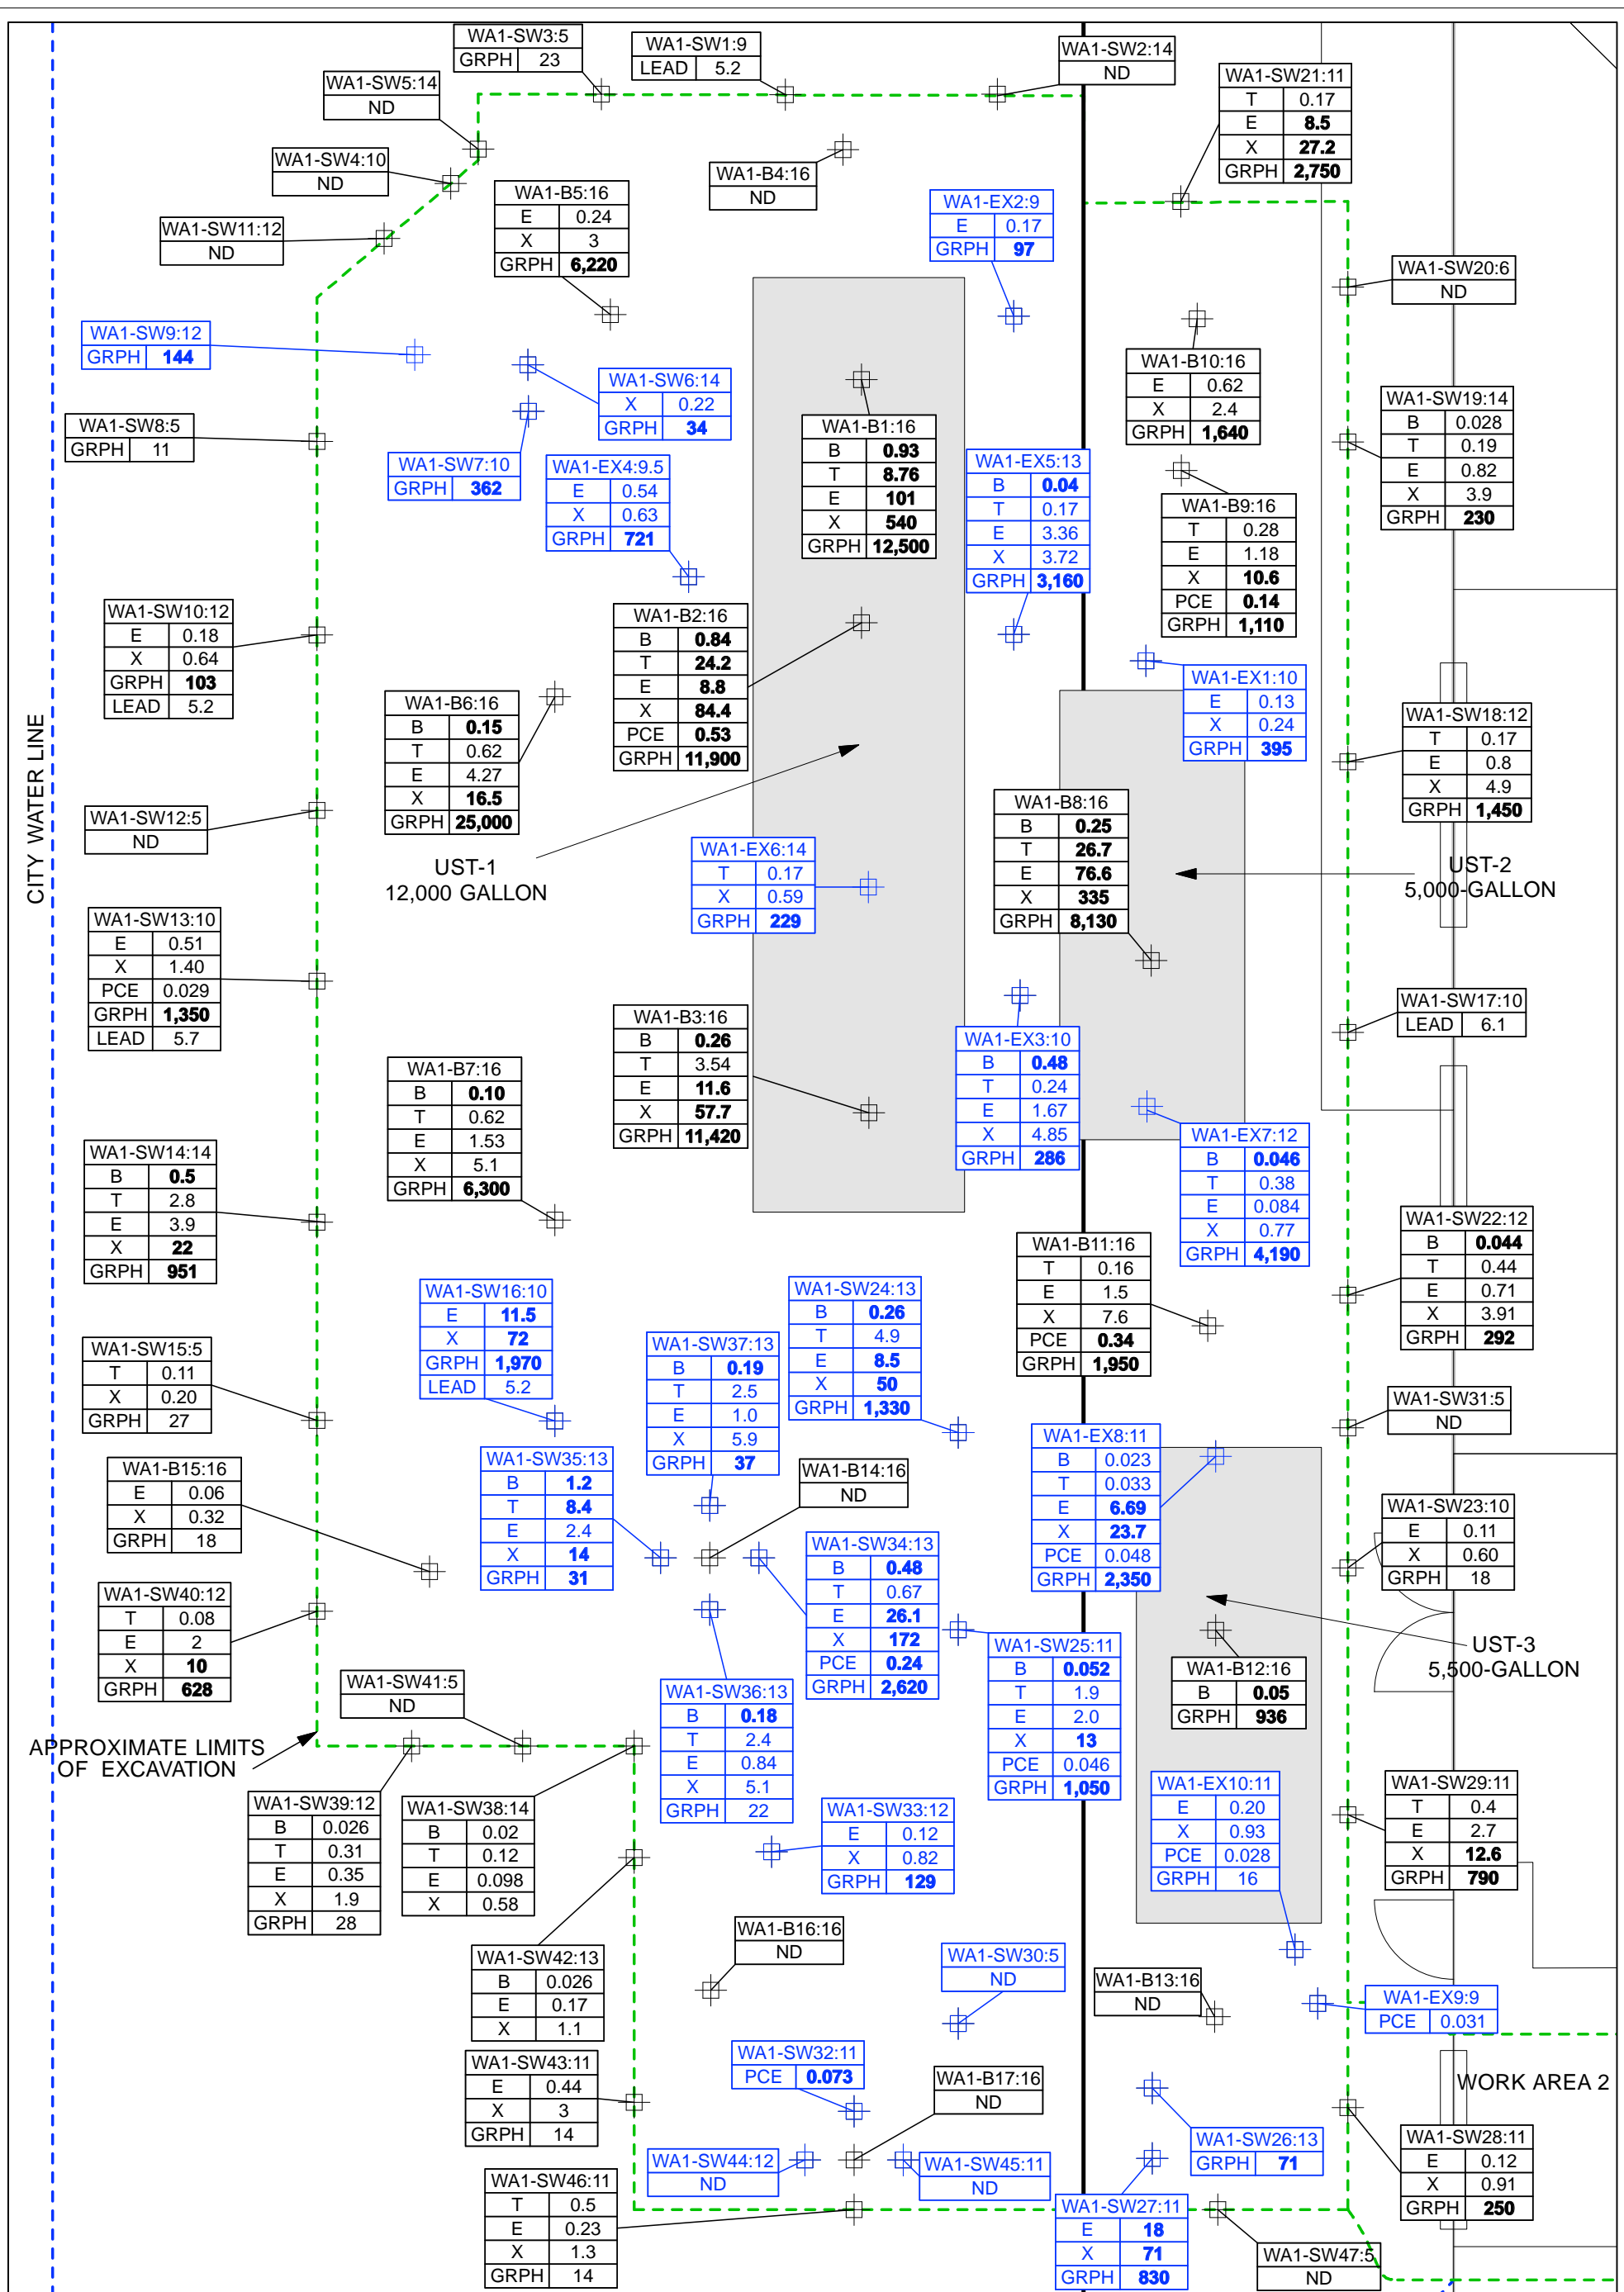 WA1-SW3:5
GRPH 23
WA1-SW1:9
LEAD 5.2
WA1-SW2:14
ND
WA1-SW5:14
ND
WA1-SW21:11
T 0.17
E 8.5
X 27.2
GRPH 2,750
WA1-SW4:10
ND
WA1-B4:16
ND
WA1-B5:16
E 0.24
X 3
GRPH 6,220
WA1-EX2:9
E 0.17
GRPH 97
WA1-SW11:12
ND
WA1-SW20:6
ND
WA1-SW9:12
GRPH 144
WA1-B10:16
E 0.62
X 2.4
GRPH 1,640
WA1-SW6:14
X 0.22
GRPH 34
WA1-SW19:14
B 0.028
T 0.19
E 0.82
X 3.9
GRPH 230
WA1-SW8:5
GRPH 11
WA1-B1:16
B 0.93
T 8.76
E 101
X 540
GRPH 12,500
WA1-SW7:10
GRPH 362
WA1-EX4:9.5
E 0.54
X 0.63
GRPH 721
WA1-EX5:13
B 0.04
T 0.17
E 3.36
X 3.72
GRPH 3,160
WA1-B9:16
T 0.28
E 1.18
X 10.6
PCE 0.14
GRPH 1,110
WA1-SW10:12
E 0.18
X 0.64
GRPH 103
LEAD 5.2
WA1-B2:16
B 0.84
T 24.2
E 8.8
X 84.4
PCE 0.53
GRPH 11,900
WA1-EX1:10
E 0.13
X 0.24
GRPH 395
WA1-B6:16
B 0.15
T 0.62
E 4.27
X 16.5
GRPH 25,000
WA1-SW18:12
T 0.17
E 0.8
X 4.9
GRPH 1,450
CITY WATER LINE
WA1-SW12:5
ND
WA1-B8:16
B 0.25
T 26.7
E 76.6
X 335
GRPH 8,130
UST-1
12,000 GALLON
WA1-EX6:14
T 0.17
X 0.59
GRPH 229
UST-2
5,000-GALLON
WA1-SW13:10
E 0.51
X 1.40
PCE 0.029
GRPH 1,350
LEAD 5.7
WA1-SW17:10
LEAD 6.1
WA1-B3:16
B 0.26
T 3.54
E 11.6
X 57.7
GRPH 11,420
WA1-EX3:10
B 0.48
T 0.24
E 1.67
X 4.85
GRPH 286
WA1-B7:16
B 0.10
T 0.62
E 1.53
X 5.1
GRPH 6,300
WA1-EX7:12
B 0.046
T 0.38
E 0.084
X 0.77
GRPH 4,190
WA1-SW14:14
B 0.5
T 2.8
E 3.9
X 22
GRPH 951
WA1-SW22:12
B 0.044
T 0.44
E 0.71
X 3.91
GRPH 292
WA1-B11:16
T 0.16
E 1.5
X 7.6
PCE 0.34
GRPH 1,950
WA1-SW16:10
E 11.5
X 72
GRPH 1,970
LEAD 5.2
WA1-SW24:13
B 0.26
T 4.9
E 8.5
X 50
GRPH 1,330
WA1-SW37:13
B 0.19
T 2.5
E 1.0
X 5.9
GRPH 37
WA1-SW15:5
T 0.11
X 0.20
GRPH 27
WA1-SW31:5
ND
WA1-EX8:11
B 0.023
T 0.033
E 6.69
X 23.7
PCE 0.048
GRPH 2,350
WA1-SW35:13
B 1.2
T 8.4
E 2.4
X 14
GRPH 31
WA1-B15:16
E 0.06
X 0.32
GRPH 18
WA1-B14:16
ND
WA1-SW23:10
E 0.11
X 0.60
GRPH 18
WA1-SW34:13
B 0.48
T 0.67
E 26.1
X 172
PCE 0.24
GRPH 2,620
WA1-SW40:12
T 0.08
E 2
X 10
GRPH 628
UST-3
5,500-GALLON
WA1-SW25:11
B 0.052
T 1.9
E 2.0
X 13
PCE 0.046
GRPH 1,050
WA1-B12:16
B 0.05
GRPH 936
WA1-SW41:5
ND
WA1-SW36:13
B 0.18
T 2.4
E 0.84
X 5.1
GRPH 22
APPROXIMATE LIMITS
OF EXCAVATION
WA1-EX10:11
E 0.20
X 0.93
PCE 0.028
GRPH 16
WA1-SW29:11
T 0.4
E 2.7
X 12.6
GRPH 790
WA1-SW39:12
B 0.026
T 0.31
E 0.35
X 1.9
GRPH 28
WA1-SW38:14
B 0.02
T 0.12
E 0.098
X 0.58
WA1-SW33:12
E 0.12
X 0.82
GRPH 129
WA1-B16:16
ND
WA1-SW42:13
B 0.026
E 0.17
X 1.1
WA1-SW30:5
ND
WA1-B13:16
ND
WA1-EX9:9
PCE 0.031
WA1-SW43:11
E 0.44
X 3
GRPH 14
WA1-SW32:11
PCE 0.073
WA1-B17:16
ND
WORK AREA 2
WA1-SW26:13
GRPH 71
WA1-SW28:11
E 0.12
X 0.91
GRPH 250
WA1-SW44:12
ND
WA1-SW45:11
ND
WA1-SW46:11
T 0.5
E 0.23
X 1.3
GRPH 14
WA1-SW27:11
E 18
X 71
GRPH 830
WA1-SW47:5
ND